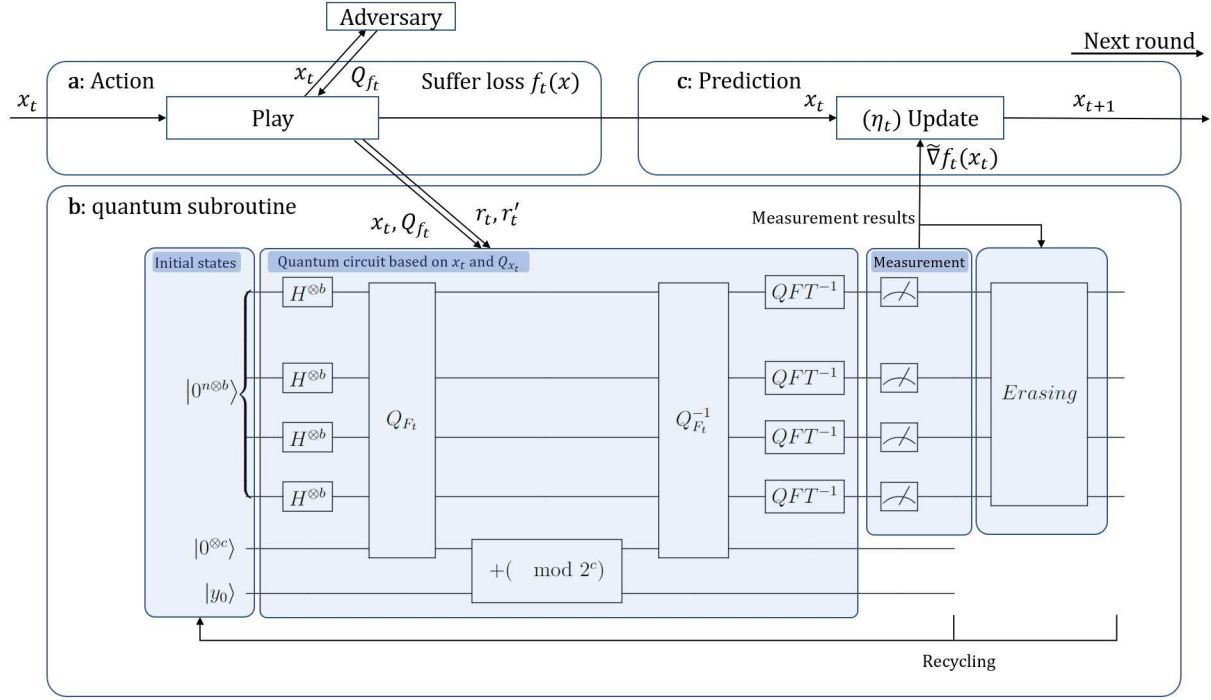 Adversary
Next round
a: Action
x_t
Q_{f_t}
Suffer loss f_t(x)
c: Prediction
x_t
Play
x_t
(η_t) Update
x_{t+1}
∇̃f_t(x_t)
b: quantum subroutine
x_t, Q_{f_t}
r_t, r_t′
Measurement results
Initial states
Quantum circuit based on x_t and Q_{x_t}
Measurement
H^{⊗b}
QFT^{-1}
|0^{n⊗b}⟩
H^{⊗b}
Q_{F_t}
Q_{F_t}^{-1}
QFT^{-1}
Erasing
H^{⊗b}
QFT^{-1}
H^{⊗b}
QFT^{-1}
|0^{⊗c}⟩
+( mod 2^c)
|y_0⟩
Recycling